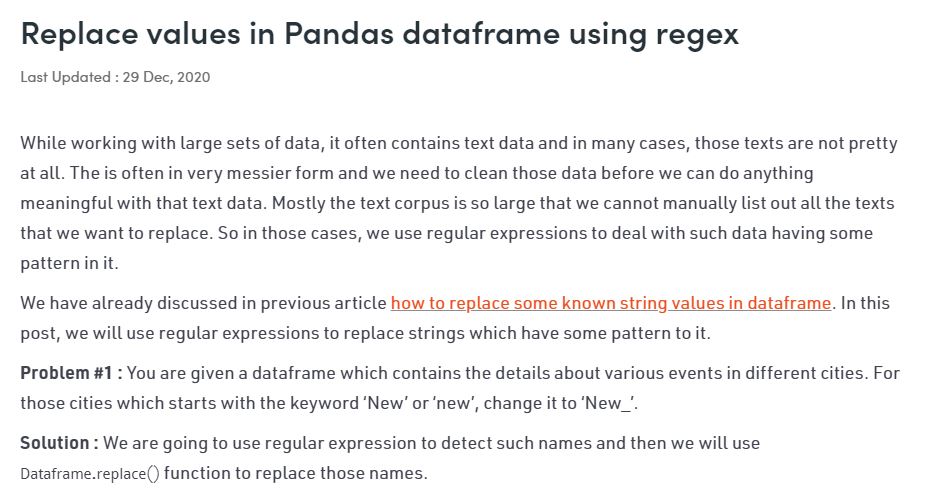 Replace values in Pandas dataframe using regex
Last Updated : 29 Dec, 2020
While working with large sets of data, it often contains text data and in many cases, those texts are not pretty
at all. The is often in very messier form and we need to clean those data before we can do anything
meaningful with that text data. Mostly the text corpus is so large that we cannot manually list out all the texts
that we want to replace. So in those cases, we use regular expressions to deal with such data having some
pattern in it.
We have already discussed in previous article how to replace some known string values in dataframe. In this
post, we will use regular expressions to replace strings which have some pattern to it.
Problem #1 : You are given a dataframe which contains the details about various events in different cities. For
those cities which starts with the keyword ‘New’ or ‘new’, change it to ‘New_’.
Solution : We are going to use regular expression to detect such names and then we will use
Dataframe.replace() function to replace those names.